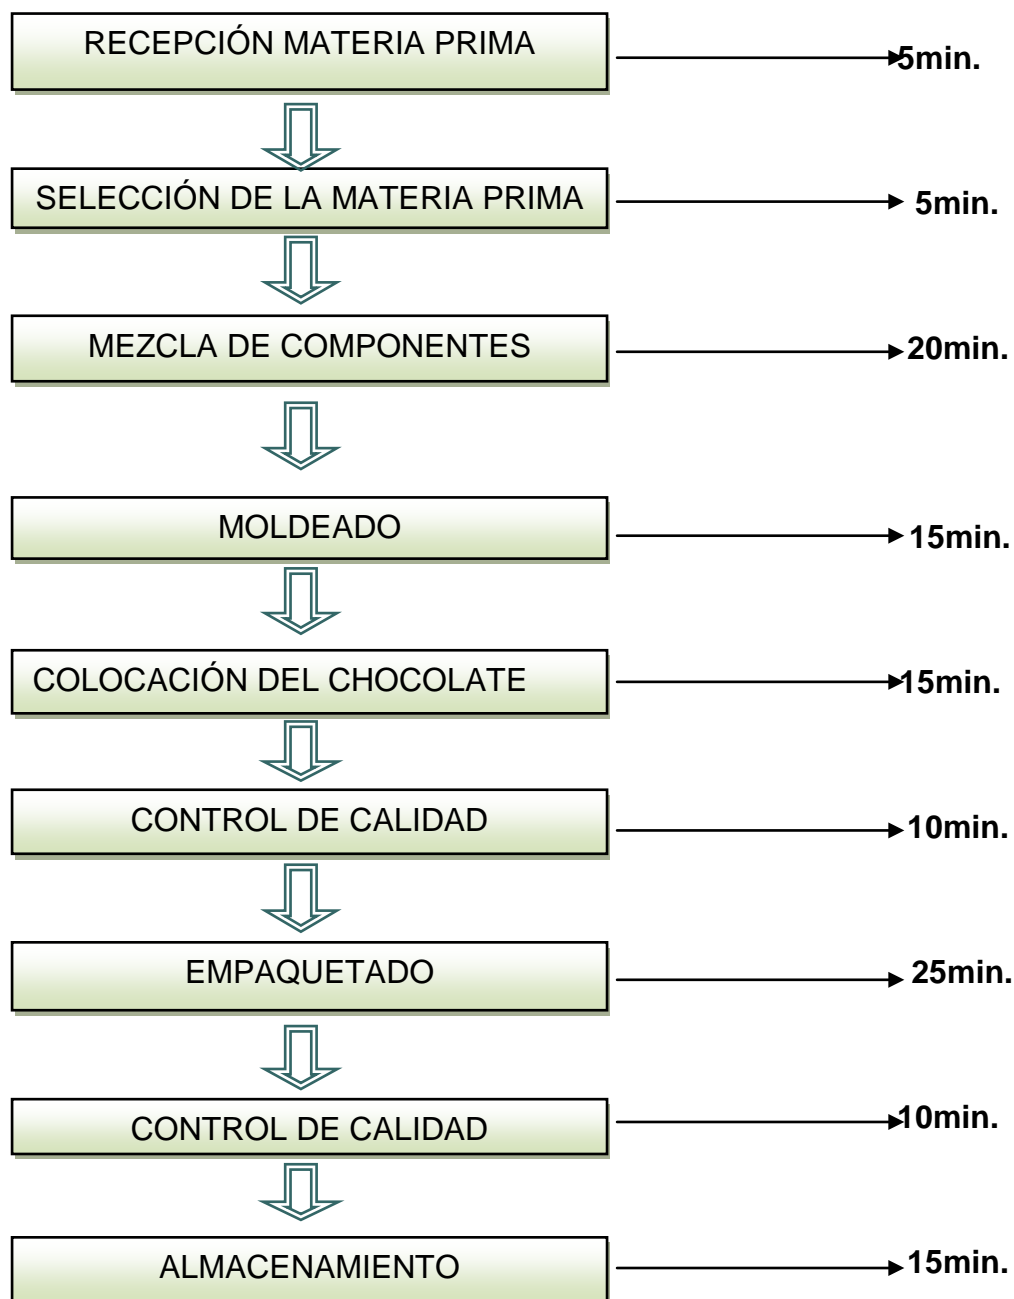 RECEPCIÓN MATERIA PRIMA
5min.
SELECCIÓN DE LA MATERIA PRIMA
5min.
MEZCLA DE COMPONENTES
20min.
MOLDEADO
15min.
COLOCACIÓN DEL CHOCOLATE
15min.
CONTROL DE CALIDAD
10min.
EMPAQUETADO
25min.
CONTROL DE CALIDAD
10min.
ALMACENAMIENTO
15min.